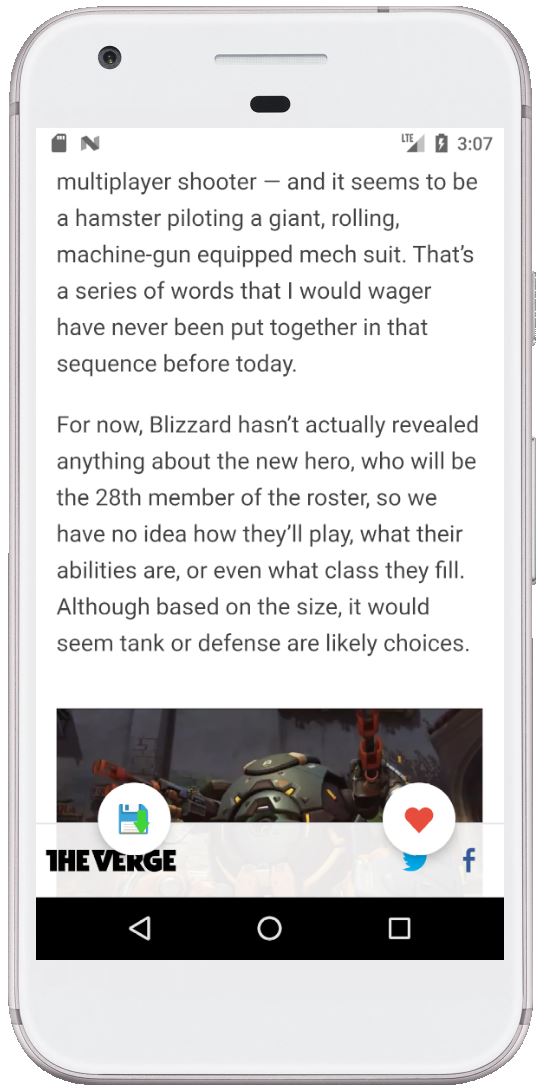 LTE 3:07
multiplayer shooter — and it seems to be
a hamster piloting a giant, rolling,
machine-gun equipped mech suit. That’s
a series of words that I would wager
have never been put together in that
sequence before today.
For now, Blizzard hasn’t actually revealed
anything about the new hero, who will be
the 28th member of the roster, so we
have no idea how they’ll play, what their
abilities are, or even what class they fill.
Although based on the size, it would
seem tank or defense are likely choices.
THE VERGE